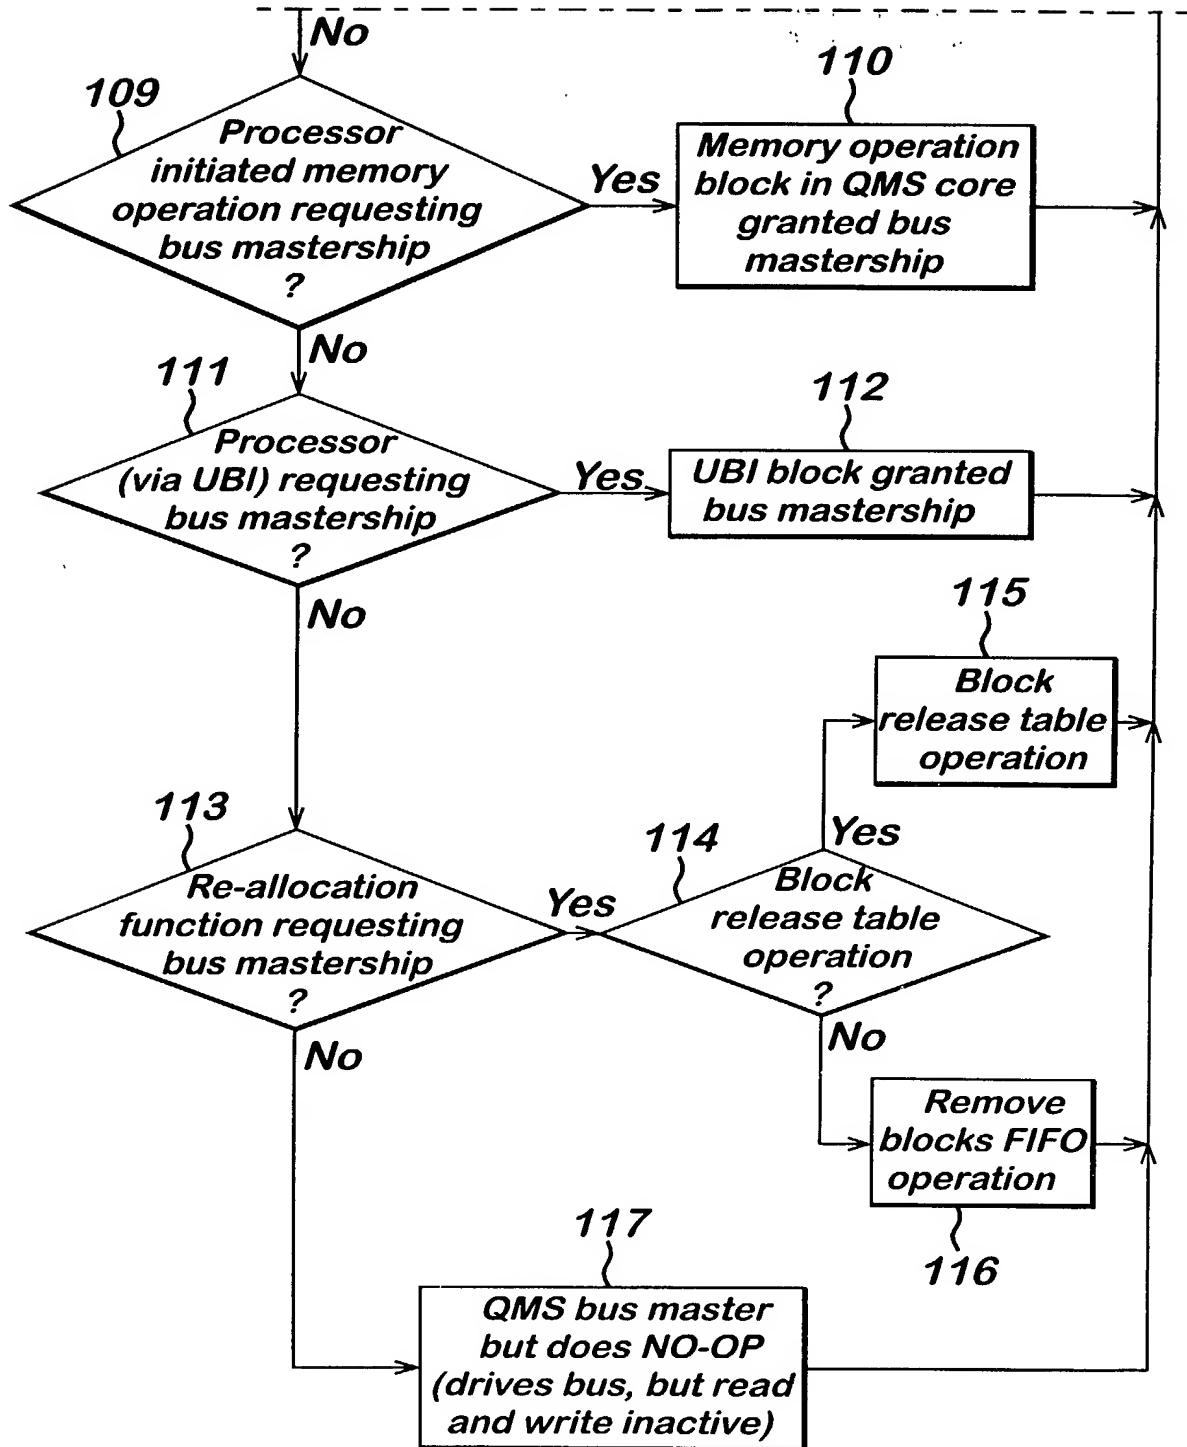 No
109
Processor
initiated memory
operation requesting
bus mastership
?
Yes
110
Memory operation
block in QMS core
granted bus
mastership
No
111
Processor
(via UBI) requesting
bus mastership
?
Yes
112
UBI block granted
bus mastership
No
115
Block
release table
operation
113
Re-allocation
function requesting
bus mastership
?
Yes
114
Block
release table
operation
?
Yes
No
No
Remove
blocks FIFO
operation
116
117
QMS bus master
but does NO-OP
(drives bus, but read
and write inactive)